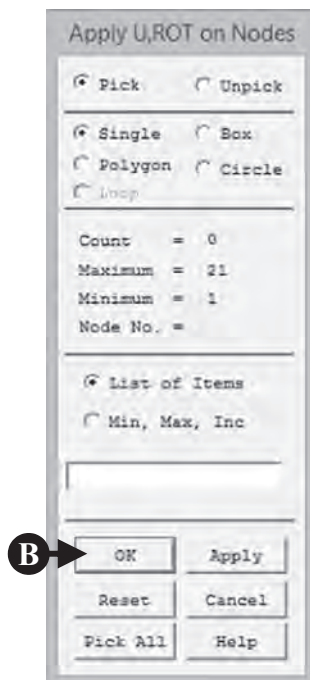 Apply U,ROT on Nodes
Pick Unpick
Single Box
Polygon Circle
Loop
Count = 0
Maximum = 21
Minimum = 1
Node No. =
List of Items
Min, Max, Inc
B OK Apply
Reset Cancel
Pick All Help